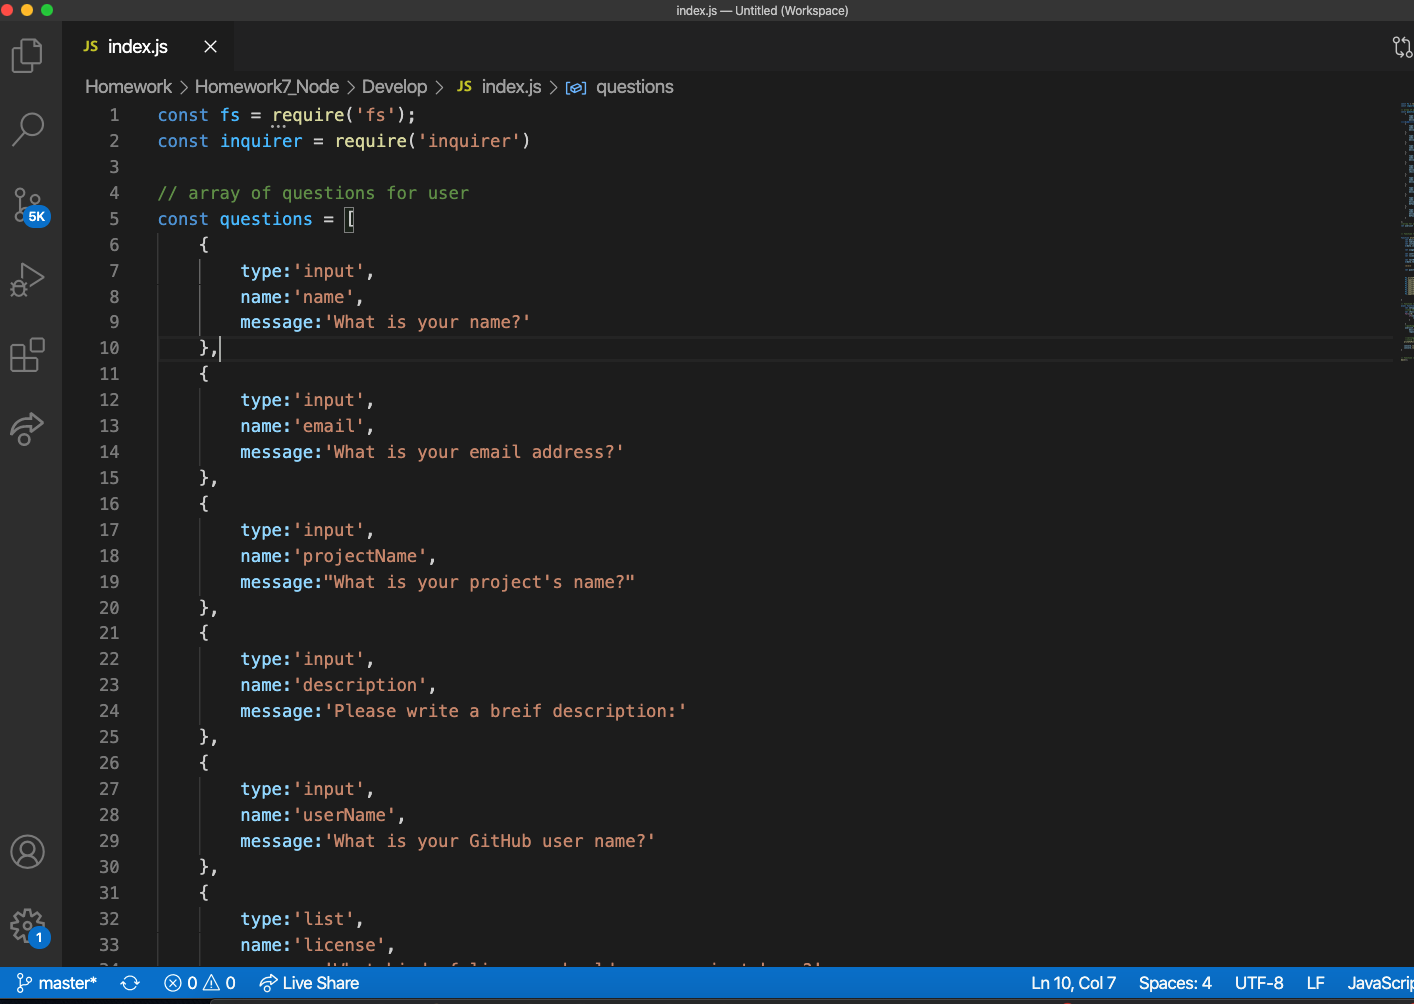 index.js — Untitled (Workspace)
JS index.js
Homework > Homework7_Node > Develop > JS index.js > questions
1 const fs = require('fs');
2 const inquirer = require('inquirer')
3
4 // array of questions for user
5 const questions = [
6 {
7 type:'input',
8 name:'name',
9 message:'What is your name?'
10 },
11 {
12 type:'input',
13 name:'email',
14 message:'What is your email address?'
15 },
16 {
17 type:'input',
18 name:'projectName',
19 message:"What is your project's name?"
20 },
21 {
22 type:'input',
23 name:'description',
24 message:'Please write a breif description:'
25 },
26 {
27 type:'input',
28 name:'userName',
29 message:'What is your GitHub user name?'
30 },
31 {
32 type:'list',
33 name:'license',
5K
1
master* 0 0 Live Share Ln 10, Col 7 Spaces: 4 UTF-8 LF JavaScrip